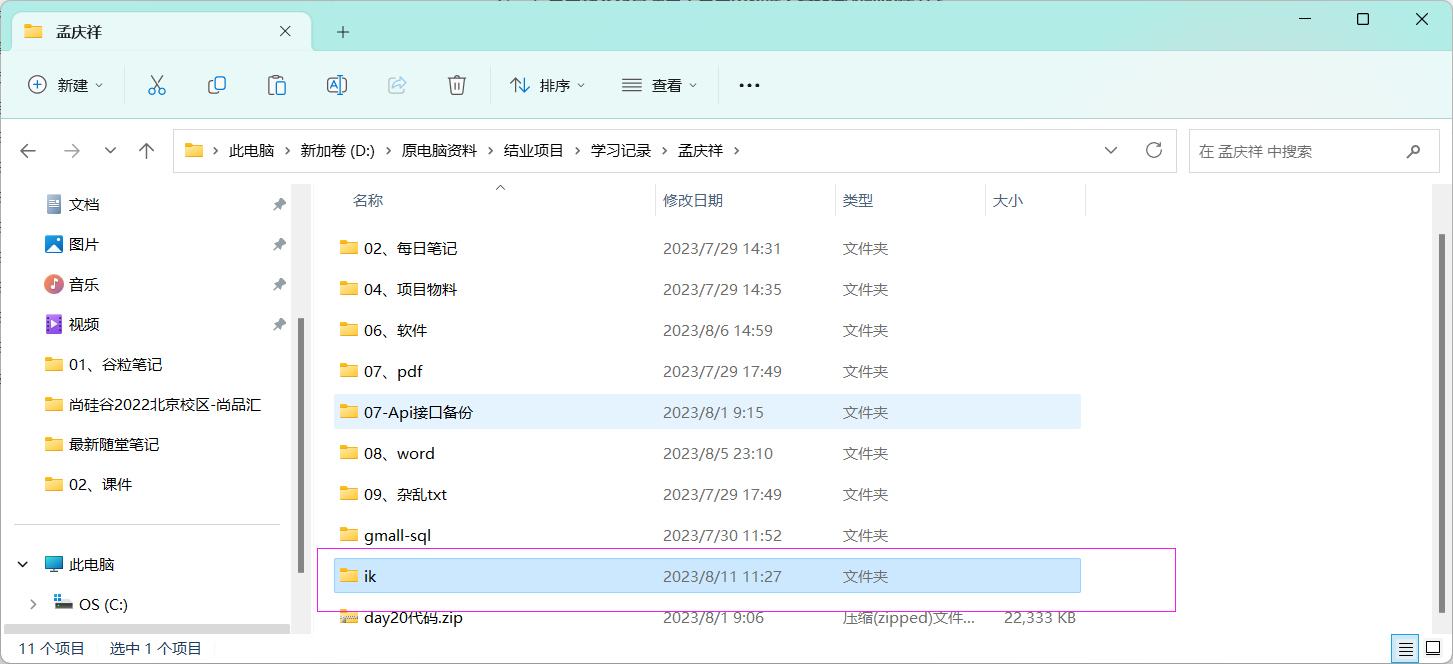 孟庆祥
新建 排序 查看
此电脑 新加卷 (D:) 原电脑资料 结业项目 学习记录 孟庆祥 在 孟庆祥 中搜索
文档
图片
音乐
视频
01、谷粒笔记
尚硅谷2022北京校区-尚品汇
最新随堂笔记
02、课件
此电脑
OS (C:)
名称 修改日期 类型 大小
02、每日笔记 2023/7/29 14:31 文件夹
04、项目物料 2023/7/29 14:35 文件夹
06、软件 2023/8/6 14:59 文件夹
07、pdf 2023/7/29 17:49 文件夹
07-Api接口备份 2023/8/1 9:15 文件夹
08、word 2023/8/5 23:10 文件夹
09、杂乱txt 2023/7/29 17:49 文件夹
gmall-sql 2023/7/30 11:52 文件夹
ik 2023/8/11 11:27 文件夹
day20代码.zip 2023/8/1 9:06 压缩(zipped)文件... 22,333 KB
11 个项目 选中 1 个项目